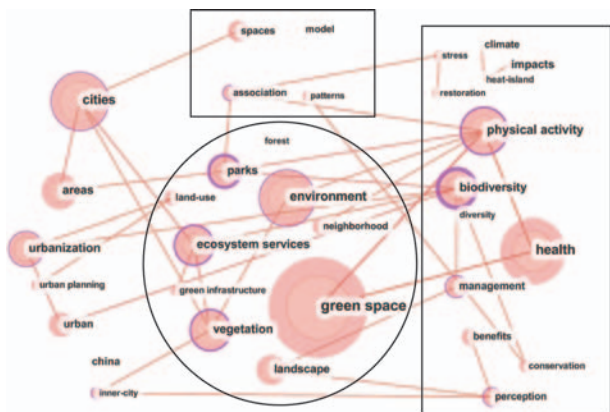 spaces
model
climate
stress
impacts
heat-island
cities
association
patterns
restoration
physical activity
forest
parks
areas
land-use
environment
biodiversity
diversity
neighborhood
urbanization
ecosystem services
health
urban planning
green infrastructure
management
green space
urban
vegetation
benefits
china
landscape
conservation
inner-city
perception